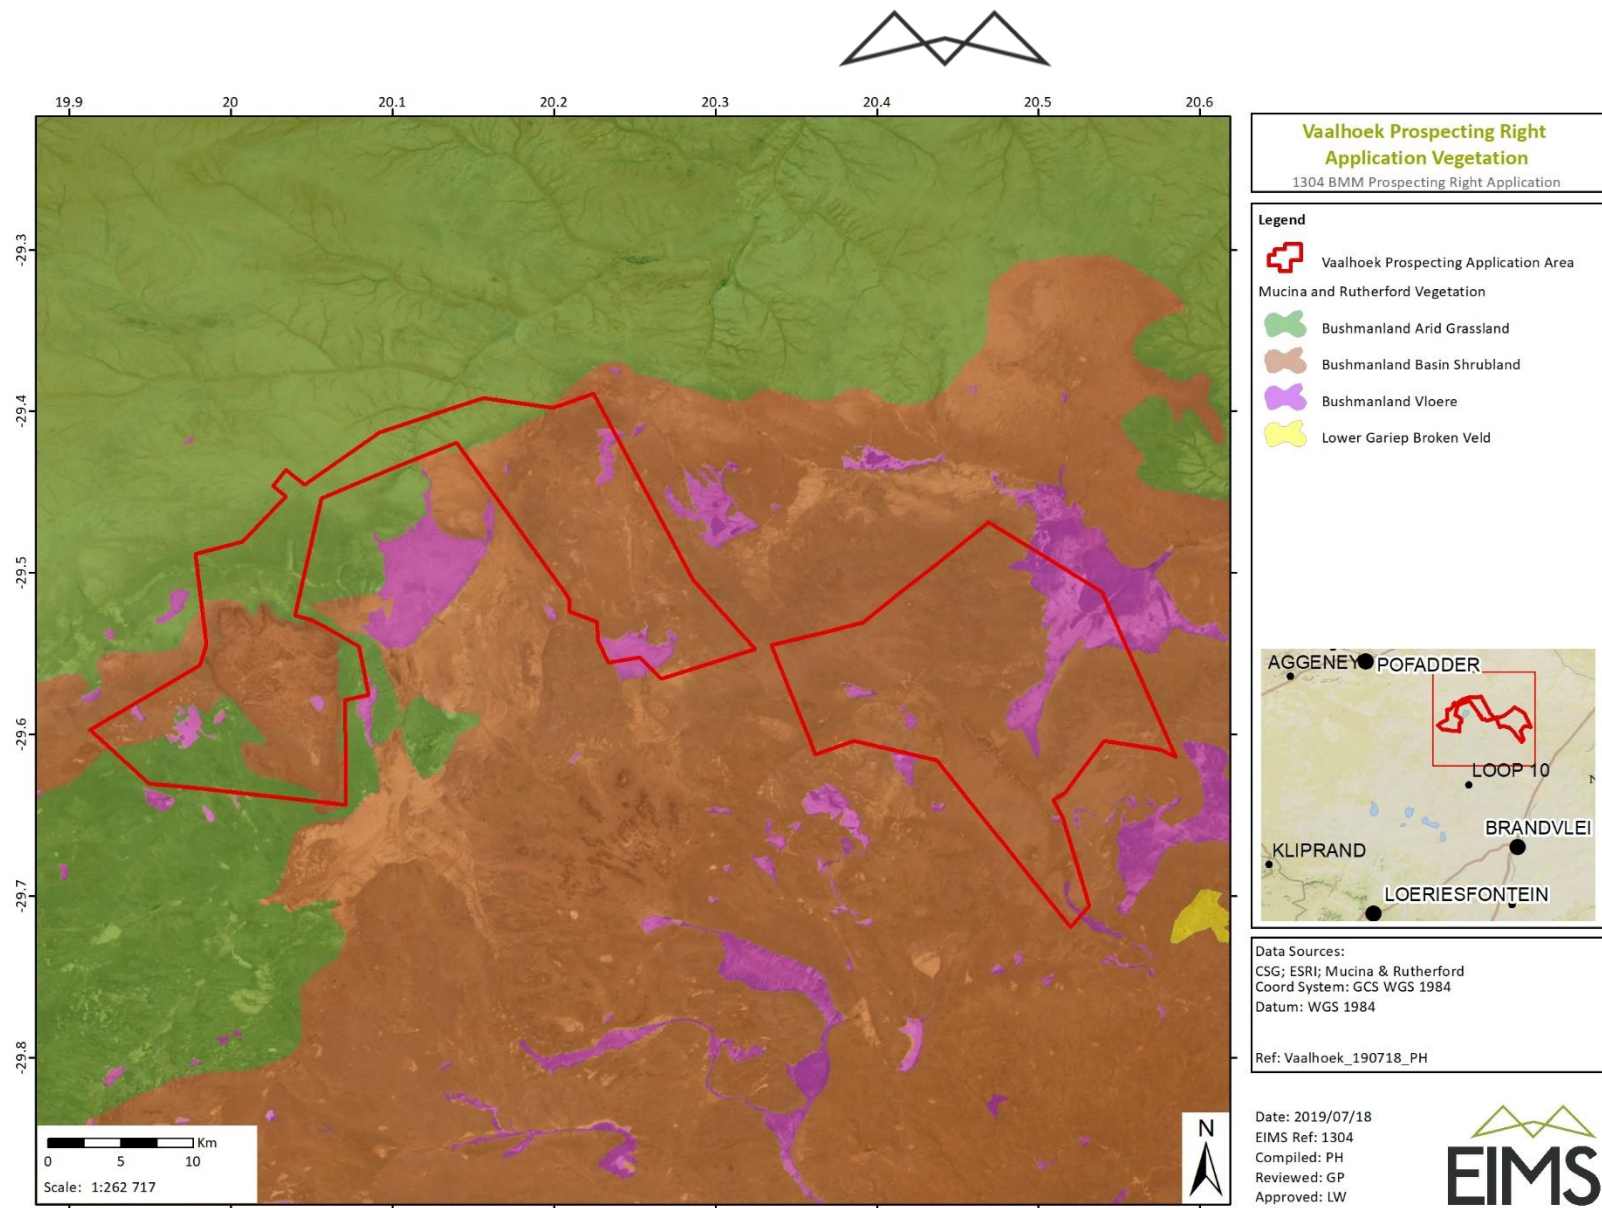 19.9 20 20.1 20.2 20.3 20.4 20.5 20.6
-29.3
-29.4
-29.5
-29.6
-29.7
-29.8
Km
0 5 10
Scale: 1:262 717
N
Vaalhoek Prospecting Right
Application Vegetation
1304 BMM Prospecting Right Application
Legend
Vaalhoek Prospecting Application Area
Mucina and Rutherford Vegetation
Bushmanland Arid Grassland
Bushmanland Basin Shrubland
Bushmanland Vloere
Lower Gariep Broken Veld
AGGENEY POFADDER
LOOP 10
BRANDVLEI
KLIPRAND
LOERIESFONTEIN
Data Sources:
CSG; ESRI; Mucina & Rutherford
Coord System: GCS WGS 1984
Datum: WGS 1984
Ref: Vaalhoek_190718_PH
Date: 2019/07/18
EIMS Ref: 1304
Compiled: PH
Reviewed: GP
Approved: LW
EIMS